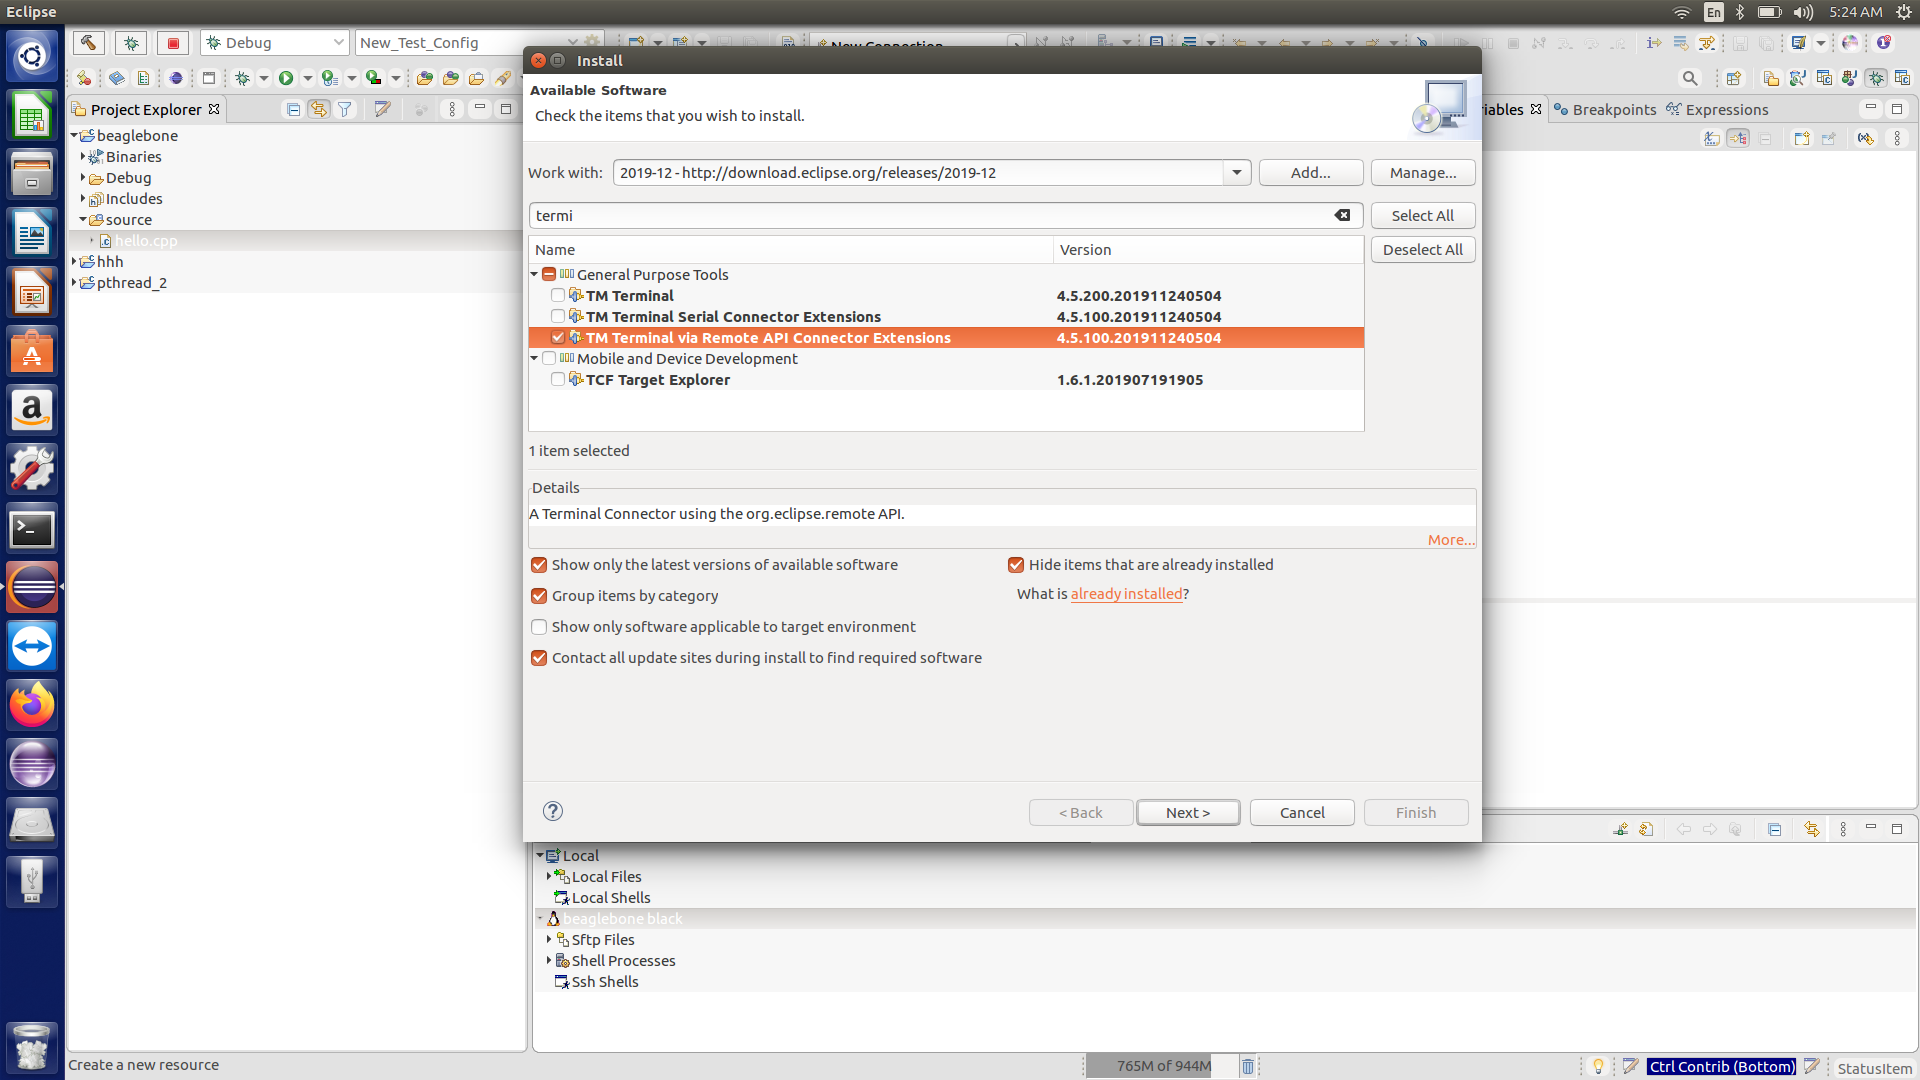 Eclipse
En
5:24 AM
Debug
New_Test_Config
Install
Available Software
Check the items that you wish to install.
Work with:
2019-12 - http://download.eclipse.org/releases/2019-12
Add...
Manage...
termi
Select All
Deselect All
Name
Version
General Purpose Tools
TM Terminal
4.5.200.201911240504
TM Terminal Serial Connector Extensions
4.5.100.201911240504
TM Terminal via Remote API Connector Extensions
4.5.100.201911240504
Mobile and Device Development
TCF Target Explorer
1.6.1.201907191905
1 item selected
Details
A Terminal Connector using the org.eclipse.remote API.
More...
Show only the latest versions of available software
Hide items that are already installed
Group items by category
What is already installed?
Show only software applicable to target environment
Contact all update sites during install to find required software
< Back
Next >
Cancel
Finish
Project Explorer
beaglebone
Binaries
Debug
Includes
source
hello.cpp
hhh
pthread_2
iables
Breakpoints
Expressions
Local
Local Files
Local Shells
beaglebone black
Sftp Files
Shell Processes
Ssh Shells
Create a new resource
765M of 944M
Ctrl Contrib (Bottom)
StatusItem